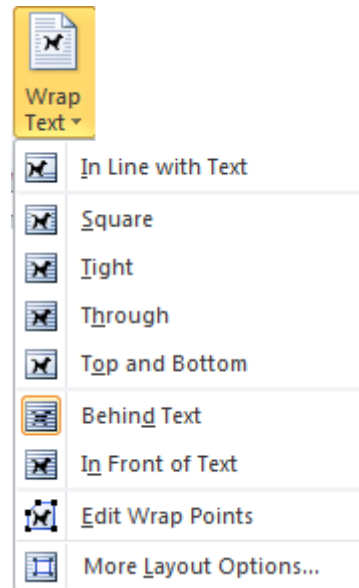 Wrap
Text
In Line with Text
Square
Tight
Through
Top and Bottom
Behind Text
In Front of Text
Edit Wrap Points
More Layout Options...